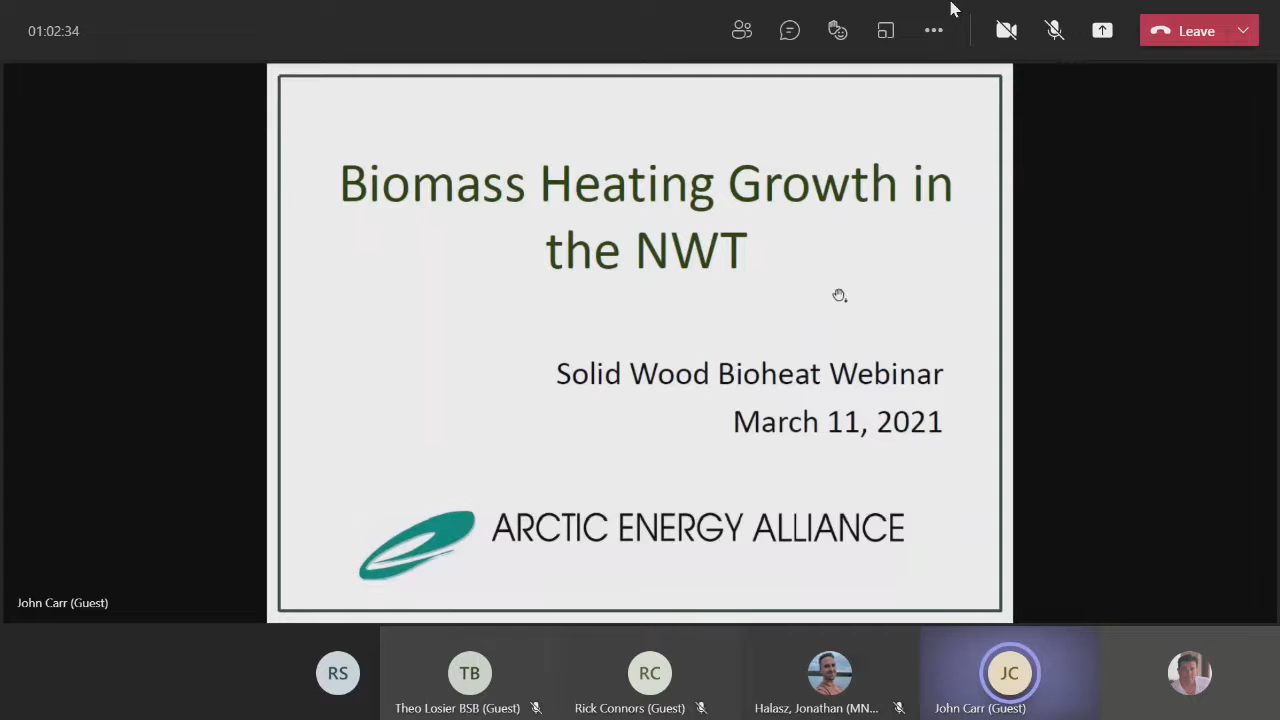 01:02:34
Leave
Biomass Heating Growth in
the NWT
Solid Wood Bioheat Webinar
March 11, 2021
ARCTIC ENERGY ALLIANCE
John Carr (Guest)
RS
TB
RC
JC
Theo Losier BSB (Guest)
Rick Connors (Guest)
Halasz, Jonathan (MN...
John Carr (Guest)